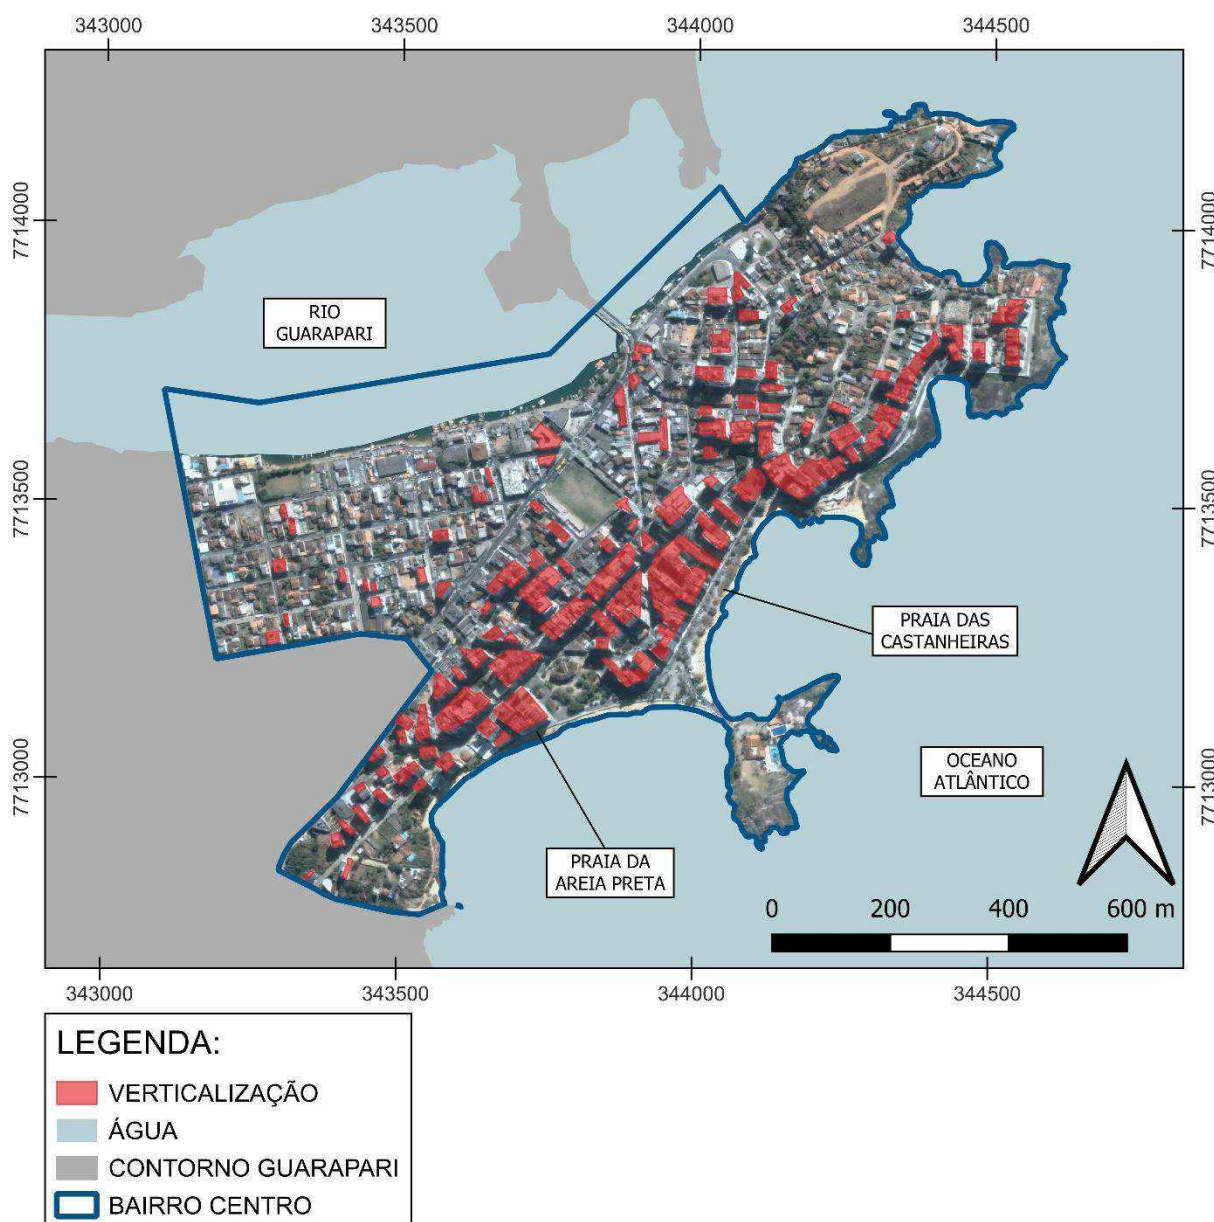 343000 343500 344000 344500
7714000
7714000
RIO
GUARAPARI
7713500
7713500
PRAIA DAS
CASTANHEIRAS
OCEANO
ATLÂNTICO
7713000
7713000
PRAIA DA
AREIA PRETA
0 200 400 600 m
343000 343500 344000 344500
LEGENDA:
VERTICALIZAÇÃO
ÁGUA
CONTORNO GUARAPARI
BAIRRO CENTRO